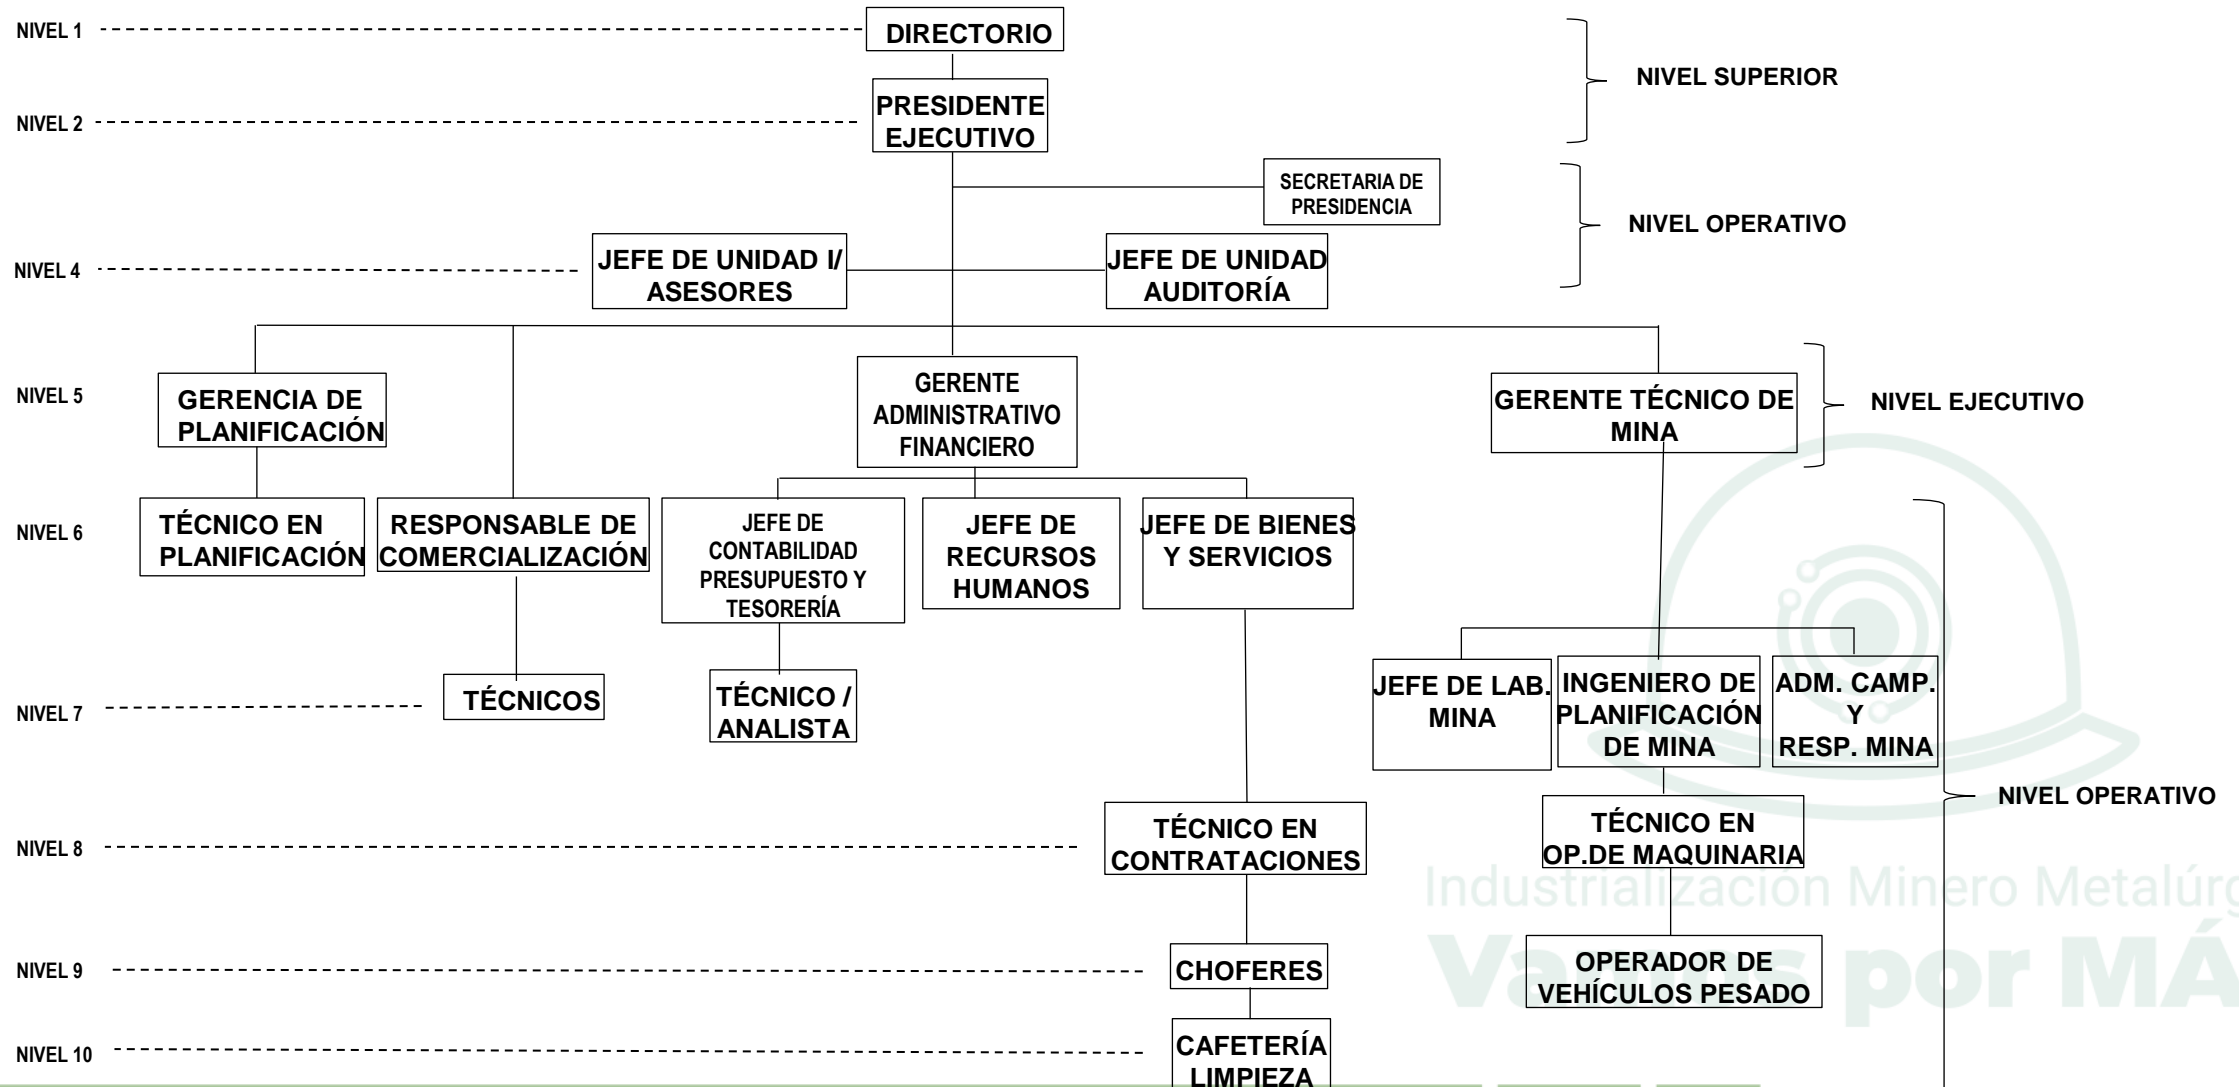 NIVEL 1
DIRECTORIO
NIVEL SUPERIOR
NIVEL 2
PRESIDENTE
EJECUTIVO
SECRETARIA DE
PRESIDENCIA
NIVEL OPERATIVO
NIVEL 4
JEFE DE UNIDAD I/
ASESORES
JEFE DE UNIDAD
AUDITORÍA
NIVEL 5
GERENCIA DE
PLANIFICACIÓN
GERENTE
ADMINISTRATIVO
FINANCIERO
GERENTE TÉCNICO DE
MINA
NIVEL EJECUTIVO
NIVEL 6
TÉCNICO EN
PLANIFICACIÓN
RESPONSABLE DE
COMERCIALIZACIÓN
JEFE DE
CONTABILIDAD
PRESUPUESTO Y
TESORERÍA
JEFE DE
RECURSOS
HUMANOS
JEFE DE BIENES
Y SERVICIOS
NIVEL 7
TÉCNICOS
TÉCNICO /
ANALISTA
JEFE DE LAB.
MINA
INGENIERO DE
PLANIFICACIÓN
DE MINA
ADM. CAMP.
Y
RESP. MINA
NIVEL OPERATIVO
NIVEL 8
TÉCNICO EN
CONTRATACIONES
TÉCNICO EN
OP.DE MAQUINARIA
Industrialización Minero Metalúrg
Vamos por MÁ
NIVEL 9
CHOFERES
OPERADOR DE
VEHÍCULOS PESADO
NIVEL 10
CAFETERÍA
LIMPIEZA